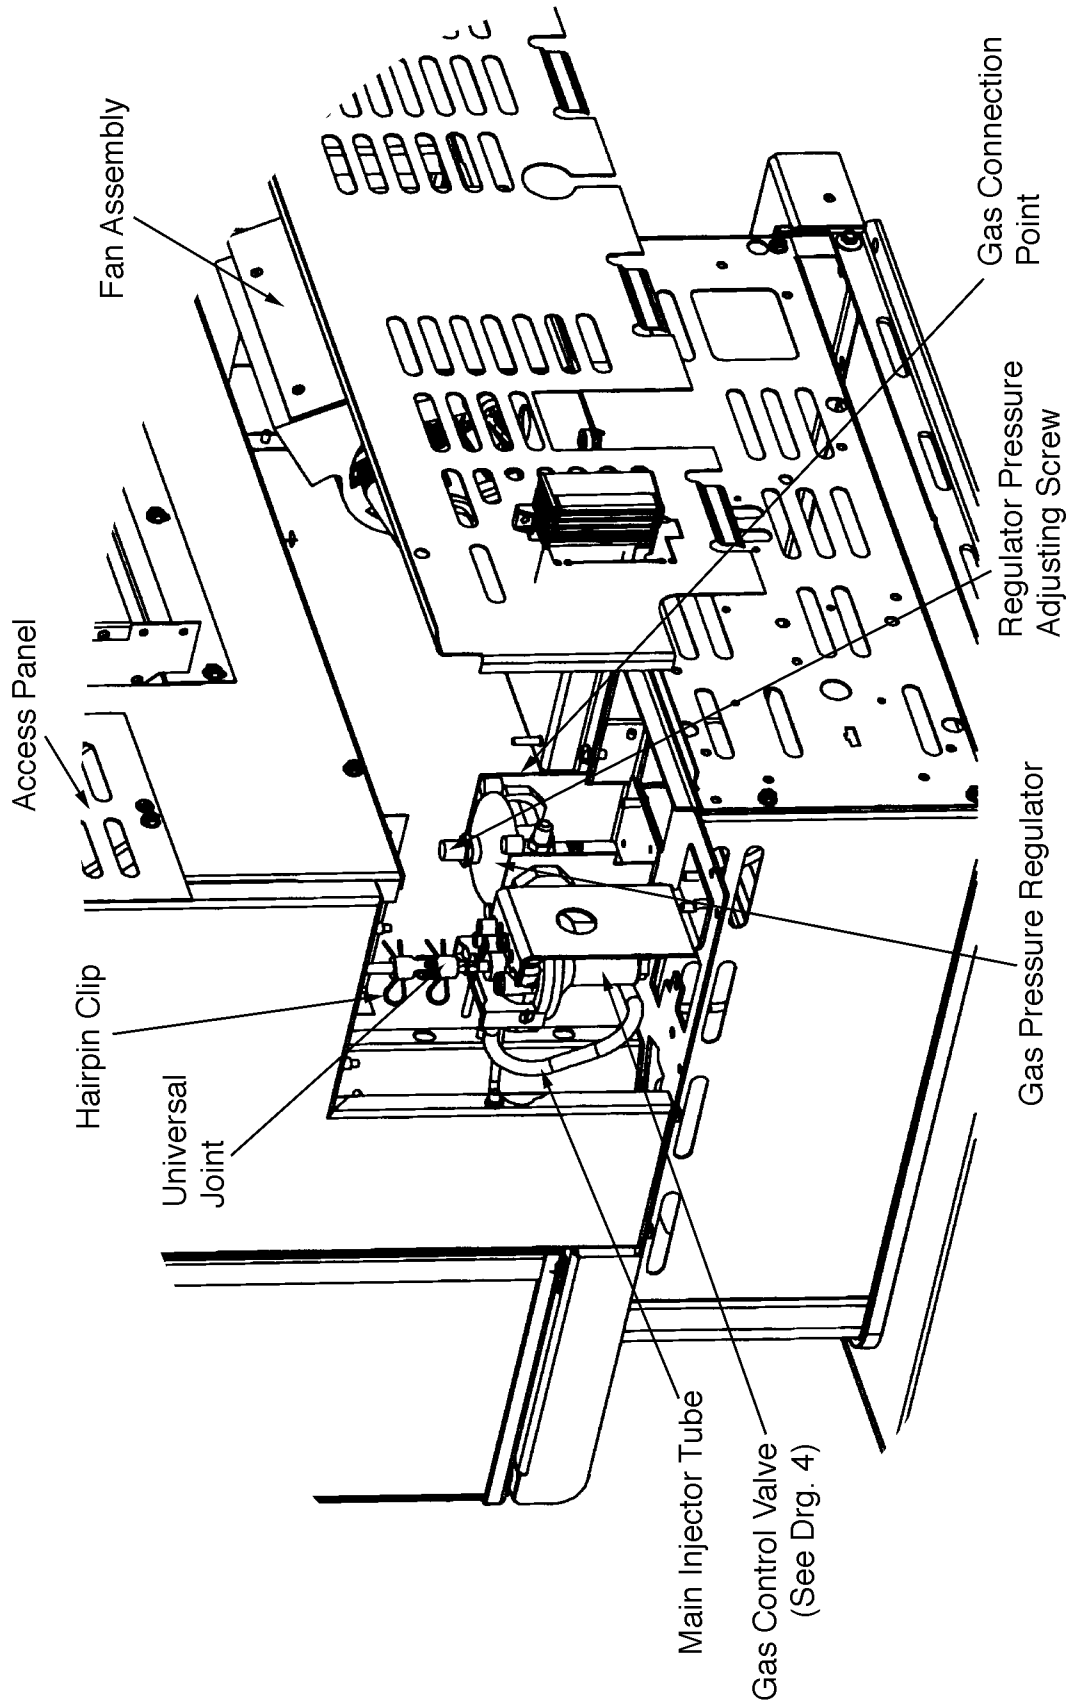 Access Panel
Fan Assembly
Hairpin Clip
Universal
Joint
Main Injector Tube
Gas Control Valve
(See Drg. 4)
Gas Pressure Regulator
Regulator Pressure
Adjusting Screw
Gas Connection
Point